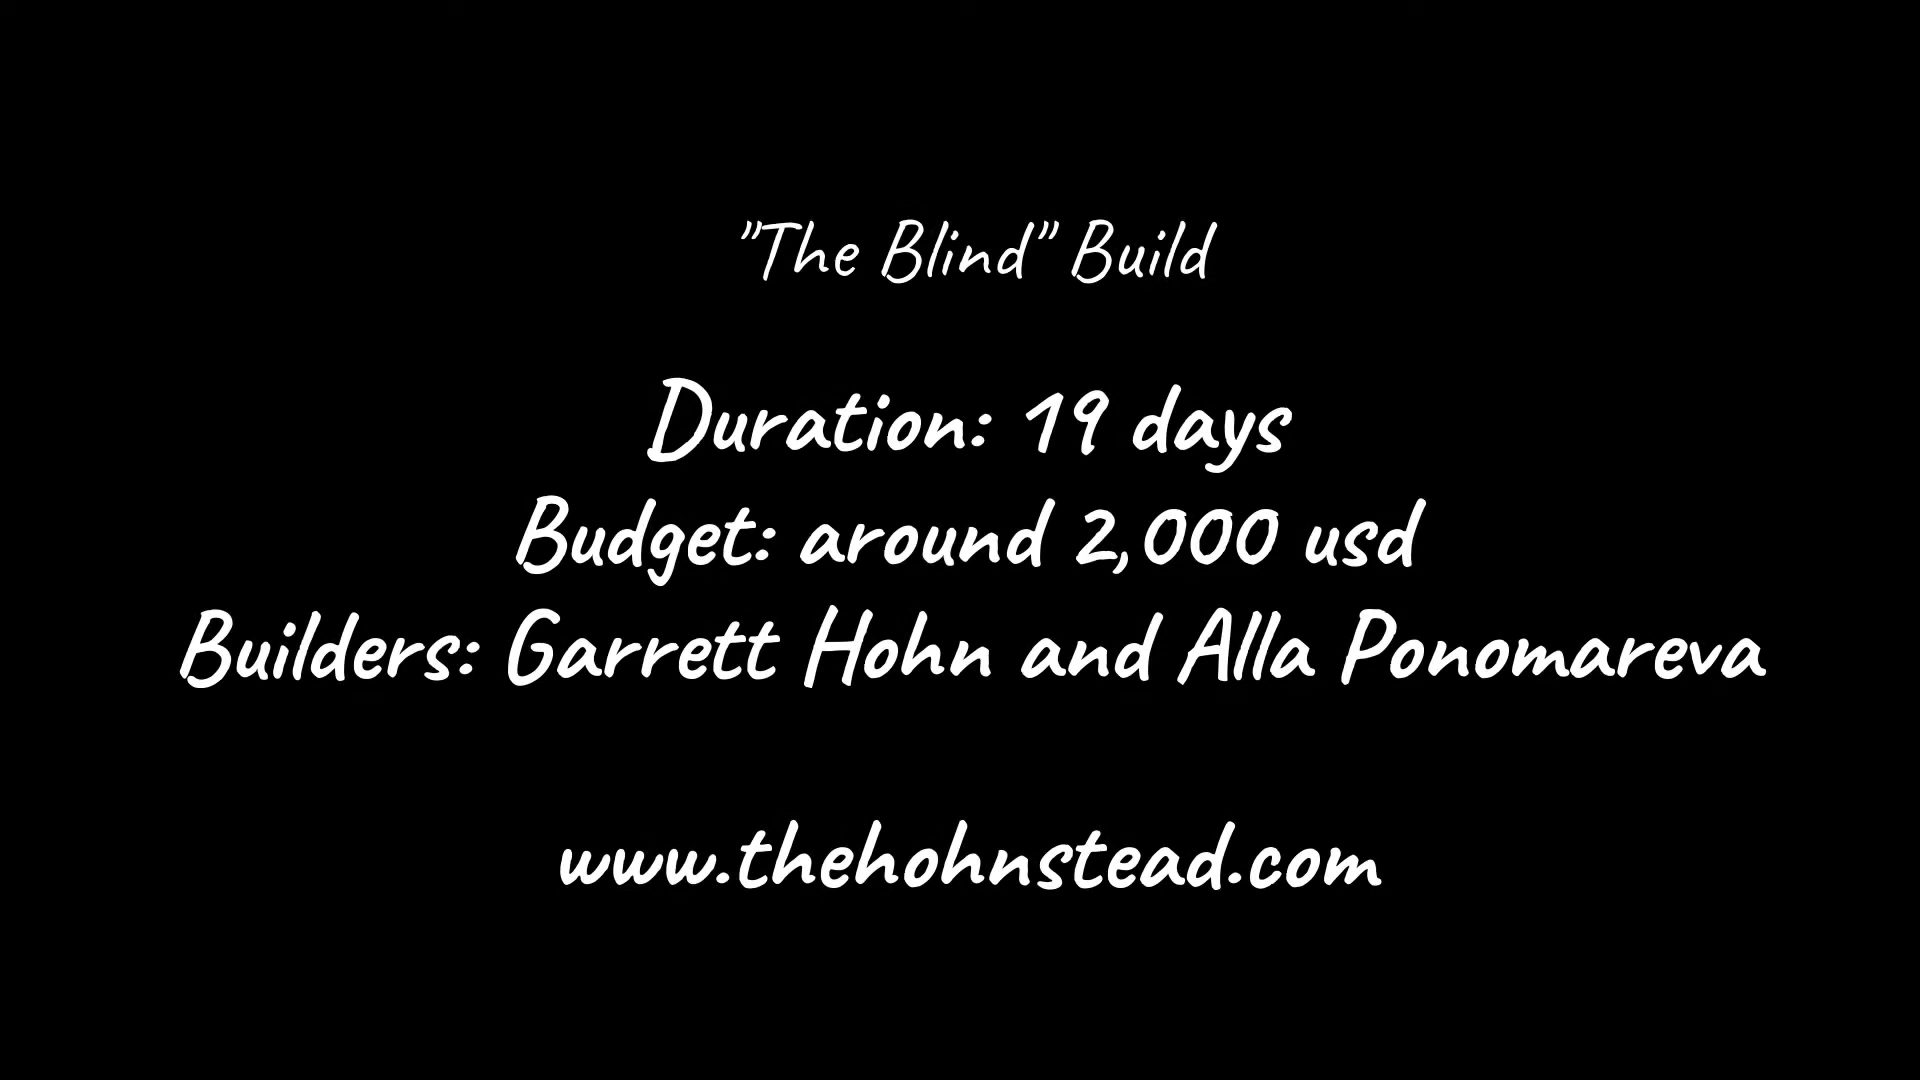 "The Blind" Build
Duration: 19 days
Budget: around 2,000 usd
Builders: Garrett Hohn and Alla Ponomareva
www.thehohnstead.com